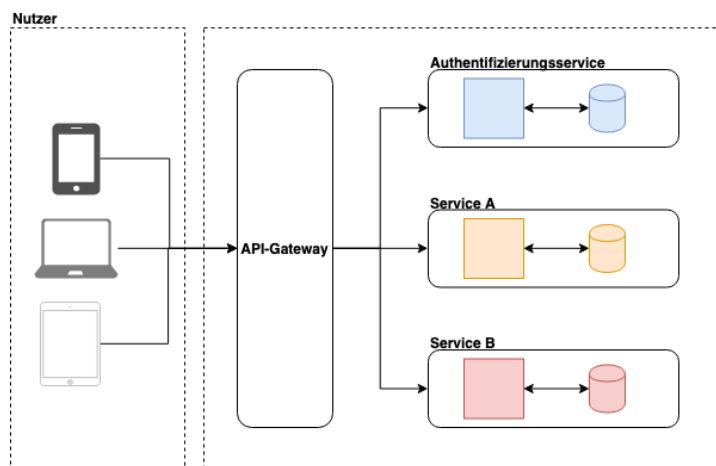 Nutzer
Authentifizierungsservice
Service A
API-Gateway
Service B